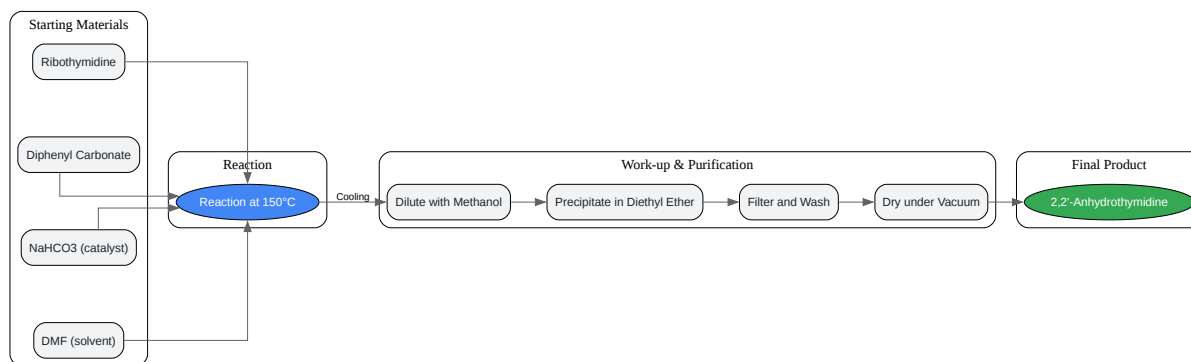 Starting Materials
Ribothymidine
Diphenyl Carbonate
NaHCO3 (catalyst)
DMF (solvent)
Reaction
Reaction at 150°C
Cooling
Work-up & Purification
Dilute with Methanol
Precipitate in Diethyl Ether
Filter and Wash
Dry under Vacuum
Final Product
2,2'-Anhydrothymidine